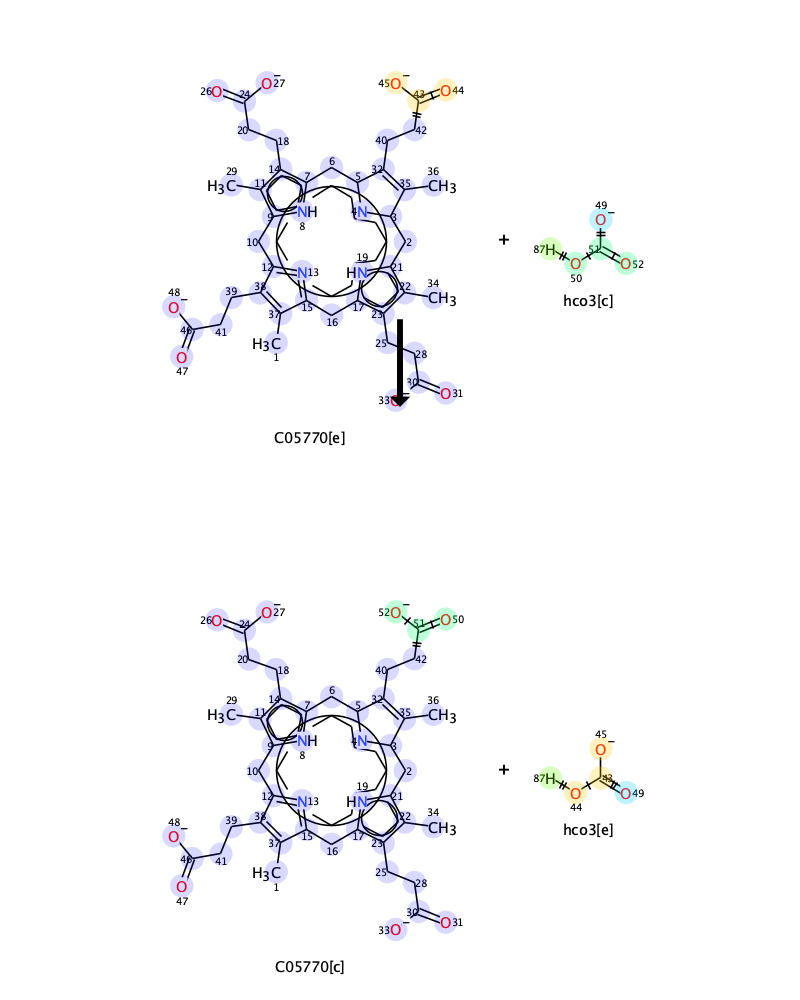 45 O⁻
26 O 24 O⁻ 27
43 O 44
20 18 40 42
29 14 7 6 5 32 36
H₃C 11 35 CH₃
49
O⁻
NH 4 N 3
8
9
10 2
+
87 H 51
O O 52
50
hco3[c]
19
12 N 13 HN 21
48 39 38 22 34
O⁻ 15 17 CH₃
37 16 23
46 41 H₃C 25 28
O 1
47 30
33 O⁻ O 31
C05770[e]
26 O 24 O⁻ 27 52 O⁻ 51 O 50
20 18 40 42
29 14 7 6 5 32 36
H₃C 11 35 CH₃
45
O⁻
NH 4 N 3
8
9
10 2
+
87 H 43
O O 49
44
hco3[e]
19
12 N 13 HN 21
48 39 38 22 34
O⁻ 15 17 CH₃
37 16 23
46 41 H₃C 25 28
O 1
47 30
33 O⁻ O 31
C05770[c]